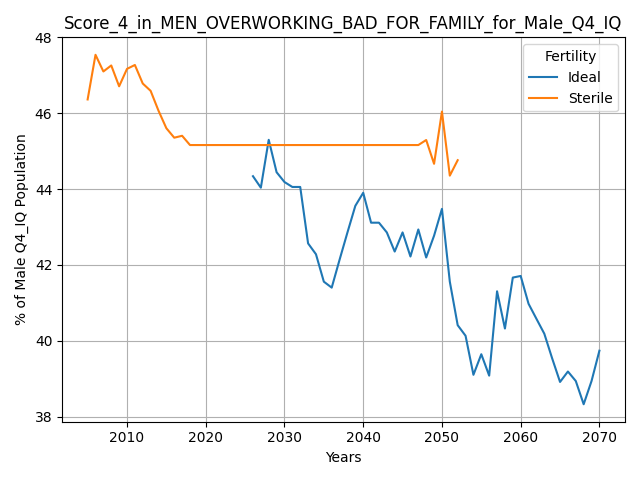 Score_4_in_MEN_OVERWORKING_BAD_FOR_FAMILY_for_Male_Q4_IQ
48
46
44
42
40
38
% of Male Q4_IQ Population
Fertility
Ideal
Sterile
2010 2020 2030 2040 2050 2060 2070
Years